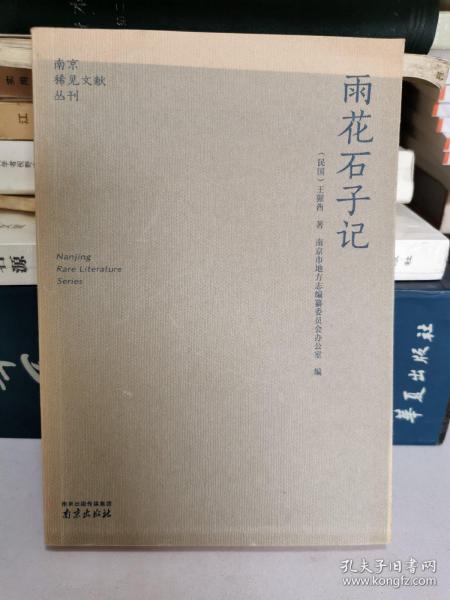 南京
稀见文献
丛刊
雨花石子记
（民国）王猩酋 著 南京市地方志编纂委员会办公室 编
Nanjing
Rare Literature
Series
南京出版传媒集团
南京出版社
华夏出版社
江
源
孔夫子旧书网
www.kongfz.com